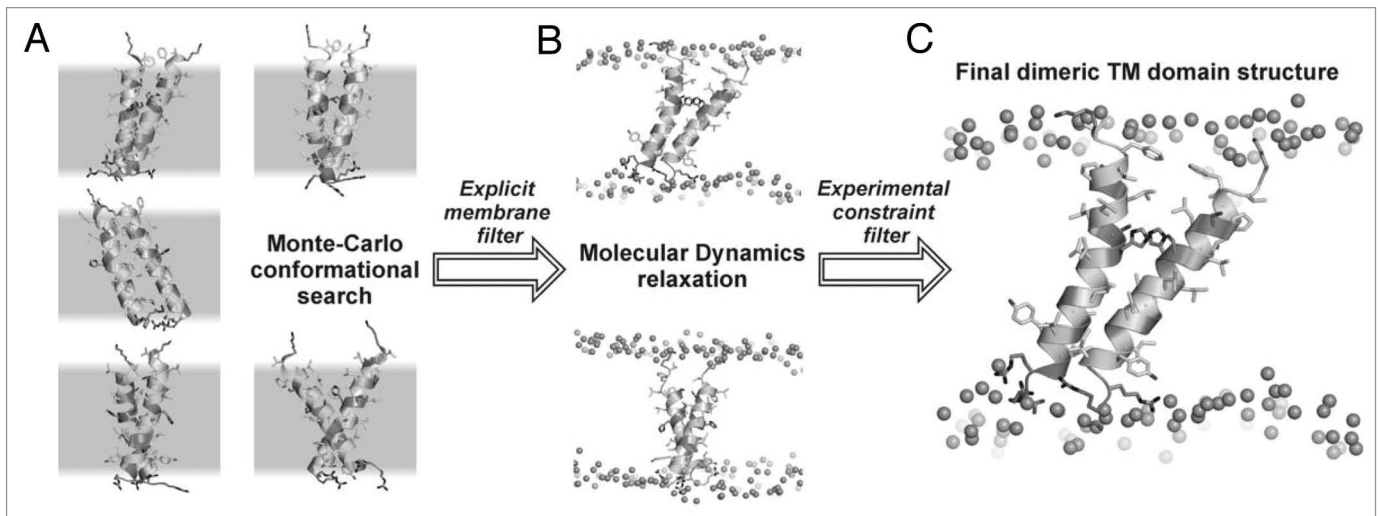 A
B
C
Final dimeric TM domain structure
Explicit
membrane
filter
Experimental
constraint
filter
Monte-Carlo
conformational
search
Molecular Dynamics
relaxation